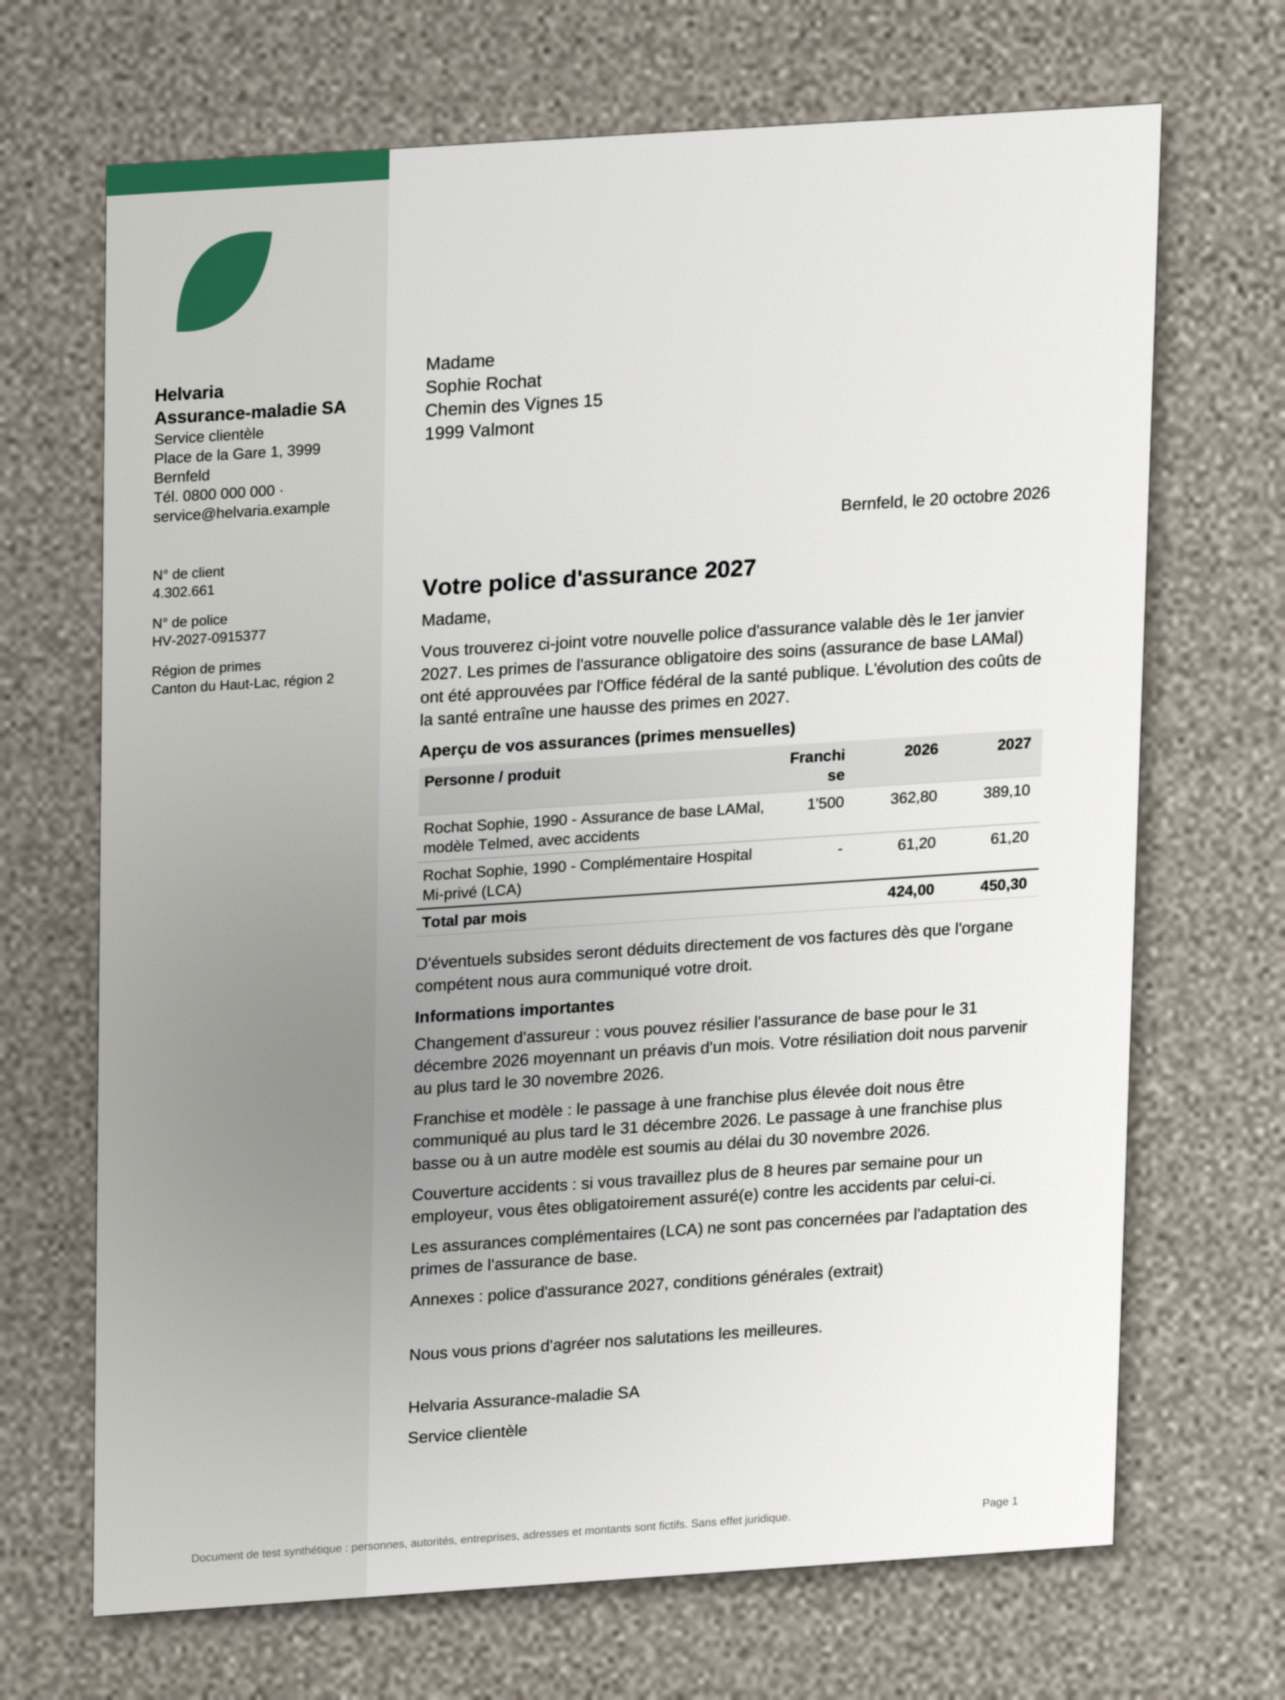 Helvaria
Assurance-maladie SA
Service clientèle
Place de la Gare 1, 3999
Bernfeld
Tél. 0800 000 000 ·
service@helvaria.example
N° de client
4.302.661
N° de police
HV-2027-0915377
Région de primes
Canton du Haut-Lac, région 2
Madame
Sophie Rochat
Chemin des Vignes 15
1999 Valmont
Bernfeld, le 20 octobre 2026
Votre police d'assurance 2027
Madame,
Vous trouverez ci-joint votre nouvelle police d'assurance valable dès le 1er janvier
2027. Les primes de l'assurance obligatoire des soins (assurance de base LAMal)
ont été approuvées par l'Office fédéral de la santé publique. L'évolution des coûts de
la santé entraîne une hausse des primes en 2027.
Aperçu de vos assurances (primes mensuelles)
Personne / produit Franchi 2026 2027
se
Rochat Sophie, 1990 - Assurance de base LAMal, 1'500 362,80 389,10
modèle Telmed, avec accidents
Rochat Sophie, 1990 - Complémentaire Hospital - 61,20 61,20
Mi-privé (LCA)
Total par mois 424,00 450,30
D'éventuels subsides seront déduits directement de vos factures dès que l'organe
compétent nous aura communiqué votre droit.
Informations importantes
Changement d'assureur : vous pouvez résilier l'assurance de base pour le 31
décembre 2026 moyennant un préavis d'un mois. Votre résiliation doit nous parvenir
au plus tard le 30 novembre 2026.
Franchise et modèle : le passage à une franchise plus élevée doit nous être
communiqué au plus tard le 31 décembre 2026. Le passage à une franchise plus
basse ou à un autre modèle est soumis au délai du 30 novembre 2026.
Couverture accidents : si vous travaillez plus de 8 heures par semaine pour un
employeur, vous êtes obligatoirement assuré(e) contre les accidents par celui-ci.
Les assurances complémentaires (LCA) ne sont pas concernées par l'adaptation des
primes de l'assurance de base.
Annexes : police d'assurance 2027, conditions générales (extrait)
Nous vous prions d'agréer nos salutations les meilleures.
Helvaria Assurance-maladie SA
Service clientèle
Document de test synthétique : personnes, autorités, entreprises, adresses et montants sont fictifs. Sans effet juridique.
Page 1